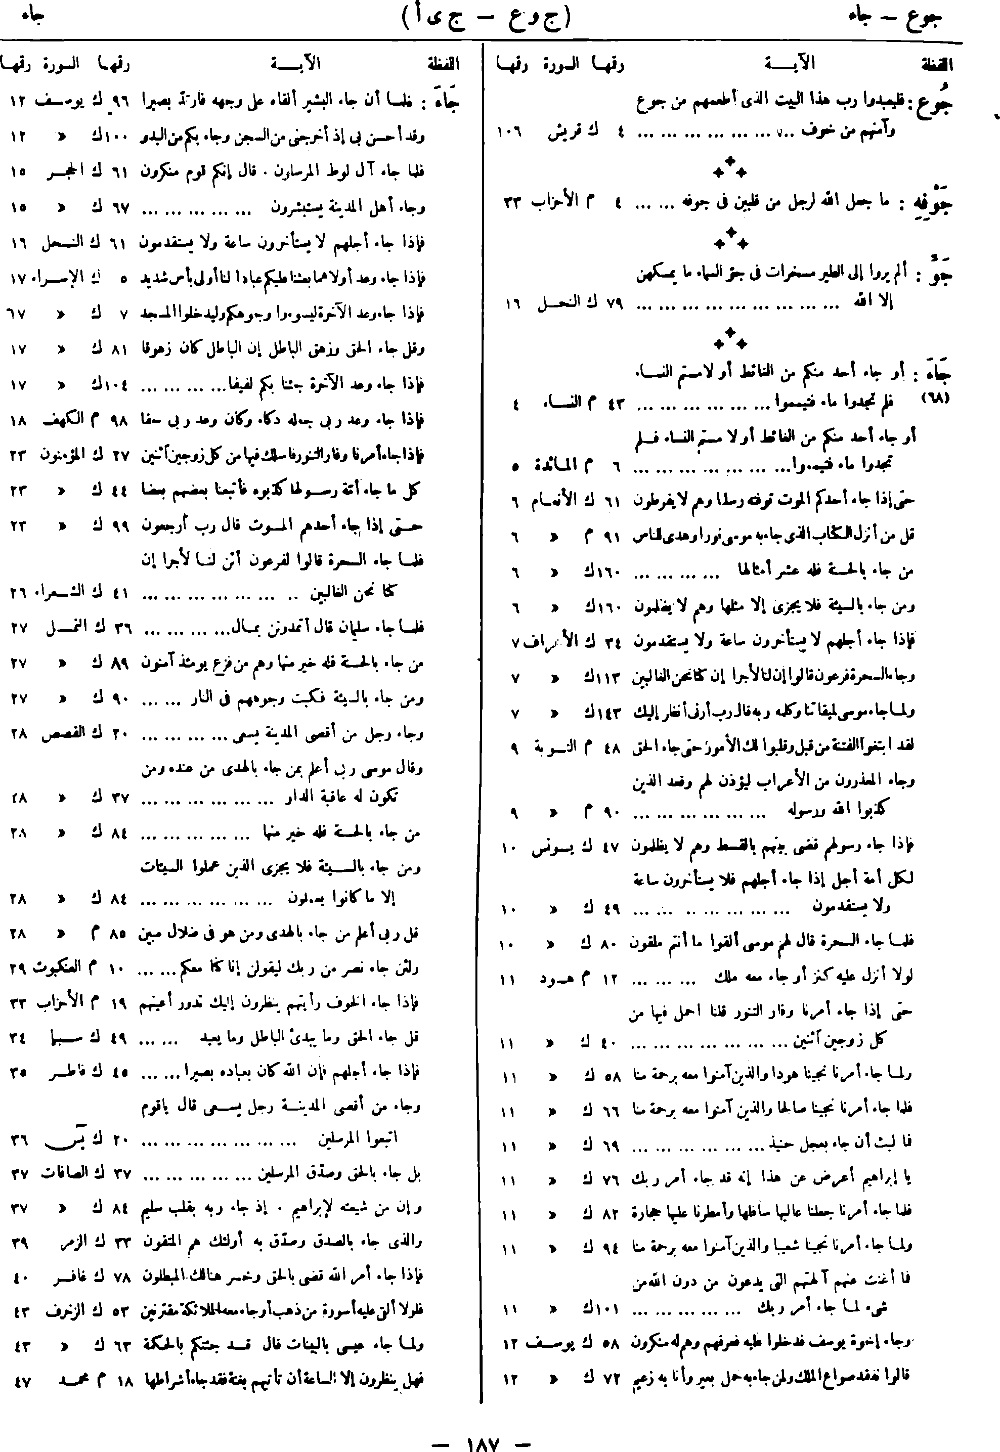 جوع – جاء
(ج و ع – ج ى أ)
جاء
اللفظة الآيــة رقمها السورة رقمها
جُوع : فليعبدوا رب هذا البيت الذى أطعمهم من جوع
وآمنهم من خوف ... ... ... ... ... ... ٤ ك قريش ١٠٦
جَوْفِهِ : ما جعل الله لرجل من قلبين فى جوفه ... ... ٤ م الأحزاب ٣٣
جَوِّ : ألم يروا إلى الطير مسخرات فى جو السماء ما يمسكهن
إلا الله ... ... ... ... ... ... ... ... ٧٩ ك النحل ١٦
جَاءَ : أو جاء أحد منكم من الغائط أو لامستم النساء
(٦٨) فلم تجدوا ماء فتيمموا ... ... ... ... ... ... ٤٣ م النساء ٤
أو جاء أحد منكم من الغائط أو لامستم النساء فلم
تجدوا ماء فتيمموا ... ... ... ... ... ... ... ٦ م المائدة ٥
حتى إذا جاء أحدكم الموت توفته رسلنا وهم لا يفرطون ٦١ ك الأنعام ٦
قل من أنزل الكتاب الذى جاء به موسى نورا وهدى للناس ٩١ م » ٦
من جاء بالحسنة فله عشر أمثالها ... ... ... ... ١٦٠ ك » ٦
ومن جاء بالسيئة فلا يجزى إلا مثلها وهم لا يظلمون ١٦٠ ك » ٦
فإذا جاء أجلهم لا يستأخرون ساعة ولا يستقدمون ٣٤ ك الأعراف ٧
وجاء السحرة فرعون قالوا إن لنا لأجرا إن كنا نحن الغالبين ١١٣ ك » ٧
ولما جاء موسى لميقاتنا وكلمه ربه قال رب أرنى أنظر إليك ١٤٣ ك » ٧
لقد ابتغوا الفتنة من قبل وقلبوا لك الأمور حتى جاء الحق ٤٨ م التوبة ٩
وجاء المعذرون من الأعراب ليؤذن لهم وقعد الذين
كذبوا الله ورسوله ... ... ... ... ... ... ٩٠ م » ٩
فإذا جاء رسولهم قضى بينهم بالقسط وهم لا يظلمون ٤٧ ك يونس ١٠
لكل أمة أجل إذا جاء أجلهم فلا يستأخرون ساعة
ولا يستقدمون ... ... ... ... ... ... ٤٩ ك » ١٠
فلما جاء السحرة قال لهم موسى ألقوا ما أنتم ملقون ٨٠ ك » ١٠
لولا أنزل عليه كنز أو جاء معه ملك ... ... ... ١٢ م هود ١١
حتى إذا جاء أمرنا وفار التنور قلنا احمل فيها من
كل زوجين اثنين ... ... ... ... ... ... ... ٤٠ ك » ١١
ولما جاء أمرنا نجينا هودا والذين آمنوا معه برحمة منا ٥٨ ك » ١١
فلما جاء أمرنا نجينا صالحا والذين آمنوا معه برحمة منا ٦٦ ك » ١١
فما لبث أن جاء بعجل حنيذ ... ... ... ... ... ... ٦٩ ك » ١١
يا إبراهيم أعرض عن هذا إنه قد جاء أمر ربك ٧٦ ك » ١١
فلما جاء أمرنا جعلنا عاليها سافلها وأمطرنا عليها حجارة ٨٢ ك » ١١
ولما جاء أمرنا نجينا شعيبا والذين آمنوا معه برحمة منا ٩٤ ك » ١١
فما أغنت عنهم آلهتهم التى يدعون من دون الله من
شىء لما جاء أمر ربك ... ... ... ... ... ١٠١ ك » ١١
وجاء إخوة يوسف فدخلوا عليه فعرفهم وهم له منكرون ٥٨ ك يوسف ١٢
قالوا نفقد صواع الملك ولمن جاء به حمل بعير وأنا به زعيم ٧٢ ك » ١٢
اللفظة الآيــة رقمها السورة رقمها
جَاءَ : فلما أن جاء البشير ألقاه على وجهه فارتد بصيرا ٩٦ ك يوسف ١٢
وقد أحسن بى إذ أخرجنى من السجن وجاء بكم من البدو ١٠٠ ك » ١٢
فلما جاء آل لوط المرسلون . قال إنكم قوم منكرون ٦١ ك الحجر ١٥
وجاء أهل المدينة يستبشرون ... ... ... ... ... ٦٧ ك » ١٥
فإذا جاء أجلهم لا يستأخرون ساعة ولا يستقدمون ٦١ ك النحل ١٦
فإذا جاء وعد أولاهما بعثنا عليكم عبادا لنا أولى بأس شديد ٥ ك الإسراء ١٧
فإذا جاء وعد الآخرة ليسوءوا وجوهكم وليدخلوا المسجد ٧ ك » ١٧
وقل جاء الحق وزهق الباطل إن الباطل كان زهوقا ٨١ ك » ١٧
فإذا جاء وعد الآخرة جئنا بكم لفيفا ... ... ... ... ١٠٤ ك » ١٧
فإذا جاء وعد ربى جعله دكاء وكان وعد ربى حقا ٩٨ م الكهف ١٨
فإذا جاء أمرنا وفار التنور فاسلك فيها من كل زوجين اثنين ٢٧ ك المؤمنون ٢٣
كل ما جاء أمة رسولها كذبوه فأتبعنا بعضهم بعضا ٤٤ ك » ٢٣
حتى إذا جاء أحدهم الموت قال رب ارجعون ٩٩ ك » ٢٣
فلما جاء السحرة قالوا لفرعون أئن لنا لأجرا إن
كنا نحن الغالبين ... ... ... ... ... ... ... ٤١ ك الشعراء ٢٦
فلما جاء سليمان قال أتمدونن بمال ... ... ... ... ٣٦ ك النمل ٢٧
من جاء بالحسنة فله خير منها وهم من فزع يومئذ آمنون ٨٩ ك » ٢٧
ومن جاء بالسيئة فكبت وجوههم فى النار ... ... ... ٩٠ ك » ٢٧
وجاء رجل من أقصى المدينة يسعى ... ... ... ... ٢٠ ك القصص ٢٨
وقال موسى ربى أعلم بمن جاء بالهدى من عنده ومن
تكون له عاقبة الدار ... ... ... ... ... ... ٣٧ ك » ٢٨
من جاء بالحسنة فله خير منها ... ... ... ... ... ٨٤ ك » ٢٨
ومن جاء بالسيئة فلا يجزى الذين عملوا السيئات
إلا ما كانوا يعملون ... ... ... ... ... ... ٨٤ ك » ٢٨
قل ربى أعلم من جاء بالهدى ومن هو فى ضلال مبين ٨٥ م » ٢٨
ولئن جاء نصر من ربك ليقولن إنا كنا معكم ... ... ١٠ م العنكبوت ٢٩
فإذا جاء الخوف رأيتهم ينظرون إليك تدور أعينهم ١٩ م الأحزاب ٣٣
قل جاء الحق وما يبدئ الباطل وما يعيد ... ... ٤٩ ك سبأ ٣٤
فإذا جاء أجلهم فإن الله كان بعباده بصيرا ... ... ٤٥ ك فاطر ٣٥
وجاء من أقصى المدينة رجل يسعى قال ياقوم
اتبعوا المرسلين ... ... ... ... ... ... ... ٢٠ ك يٓس ٣٦
بل جاء بالحق وصدّق المرسلين ... ... ... ... ... ٣٧ ك الصافات ٣٧
وإن من شيعته لإبراهيم . إذ جاء ربه بقلب سليم ٨٤ ك » ٣٧
والذى جاء بالصدق وصدّق به أولئك هم المتقون ٣٣ ك الزمر ٣٩
فإذا جاء أمر الله قضى بالحق وخسر هنالك المبطلون ٧٨ ك غافر ٤٠
فلولا ألقى عليه أسورة من ذهب أو جاء معه الملائكة مقترنين ٥٣ ك الزخرف ٤٣
ولما جاء عيسى بالبينات قال قد جئتكم بالحكمة ٦٣ ك » ٤٣
فهل ينظرون إلا الساعة أن تأتيهم بغتة فقد جاء أشراطها ١٨ م محمد ٤٧
– ١٨٧ –